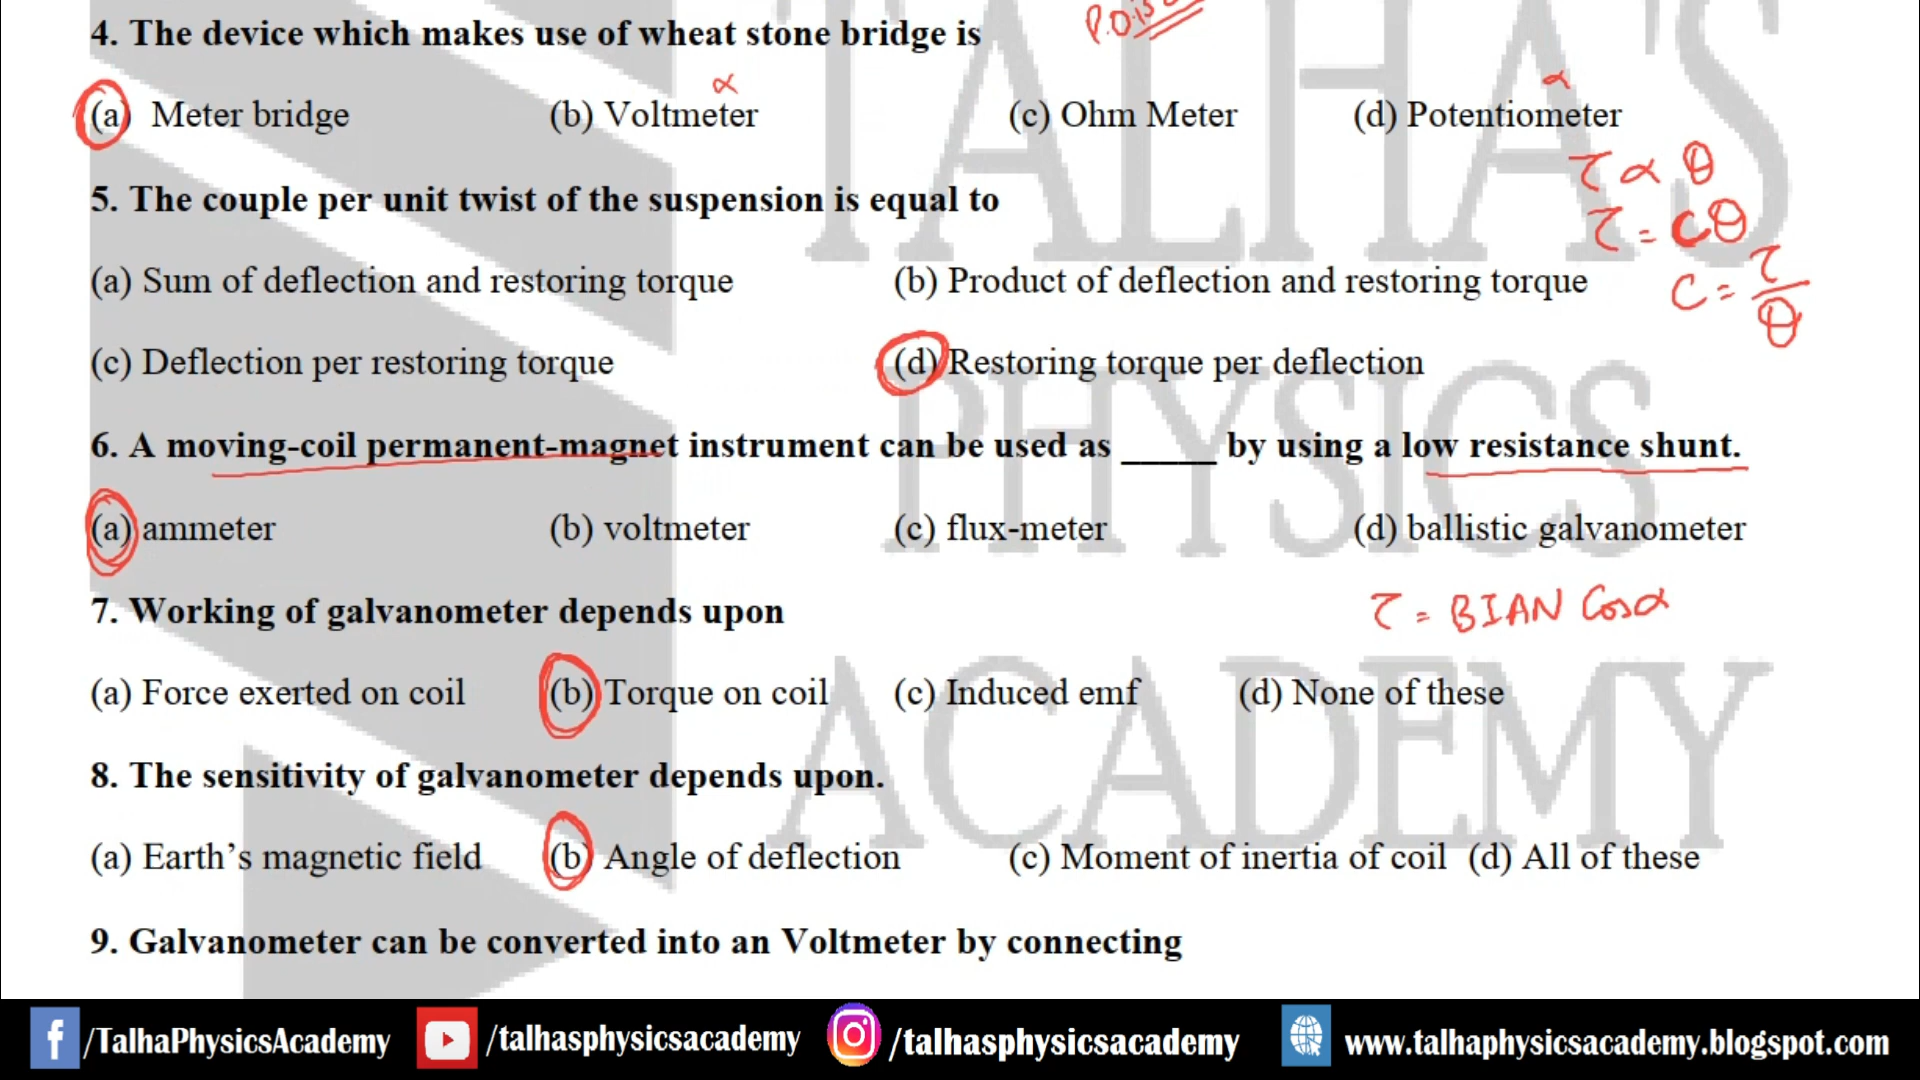 4. The device which makes use of wheat stone bridge is
(a) Meter bridge (b) Voltmeter (c) Ohm Meter (d) Potentiometer
τ ∝ θ
5. The couple per unit twist of the suspension is equal to
τ = cθ
(a) Sum of deflection and restoring torque (b) Product of deflection and restoring torque
c = τ/θ
(c) Deflection per restoring torque (d) Restoring torque per deflection
6. A moving-coil permanent-magnet instrument can be used as _____ by using a low resistance shunt.
(a) ammeter (b) voltmeter (c) flux-meter (d) ballistic galvanometer
7. Working of galvanometer depends upon
τ = BIAN Cosα
(a) Force exerted on coil (b) Torque on coil (c) Induced emf (d) None of these
8. The sensitivity of galvanometer depends upon.
(a) Earth’s magnetic field (b) Angle of deflection (c) Moment of inertia of coil (d) All of these
9. Galvanometer can be converted into an Voltmeter by connecting
TALHA'S
PHYSICS
ACADEMY
/TalhaPhysicsAcademy /talhasphysicsacademy /talhasphysicsacademy www.talhaphysicsacademy.blogspot.com